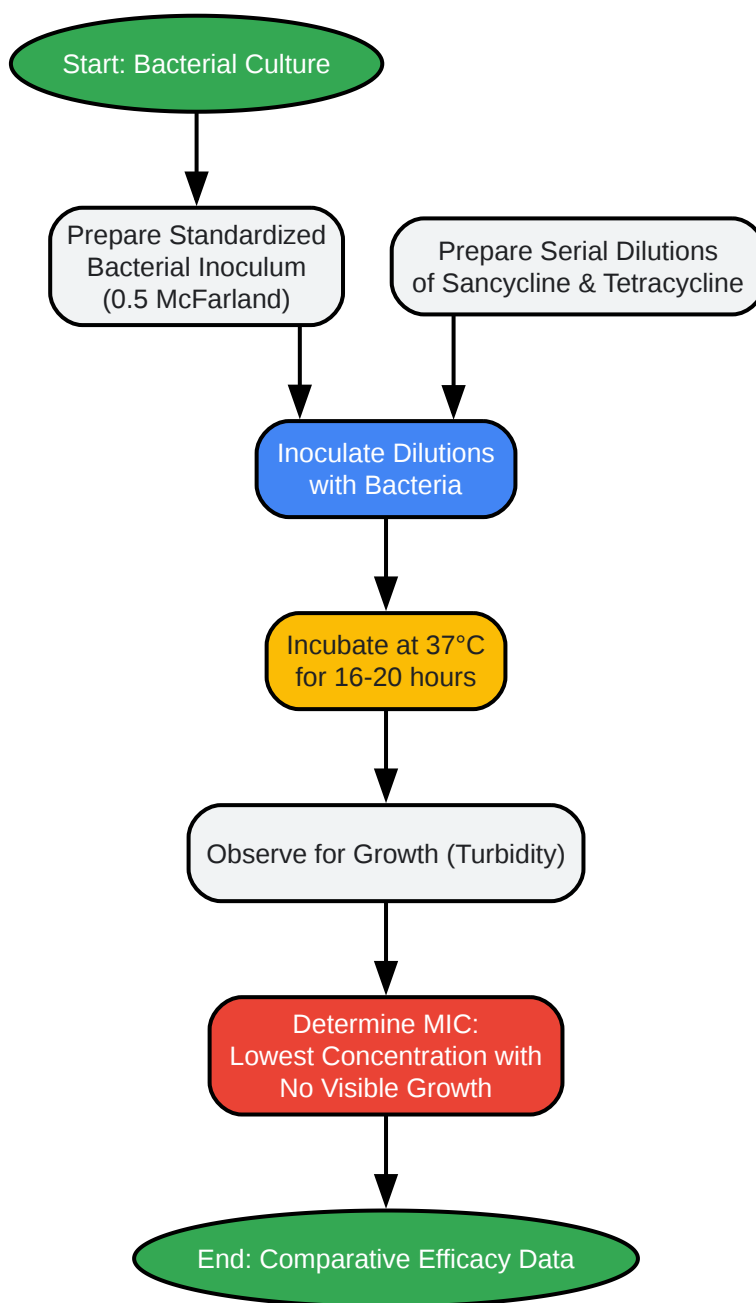 Start: Bacterial Culture
Prepare Standardized
Bacterial Inoculum
(0.5 McFarland)
Prepare Serial Dilutions
of Sancycline & Tetracycline
Inoculate Dilutions
with Bacteria
Incubate at 37°C
for 16-20 hours
Observe for Growth (Turbidity)
Determine MIC:
Lowest Concentration with
No Visible Growth
End: Comparative Efficacy Data